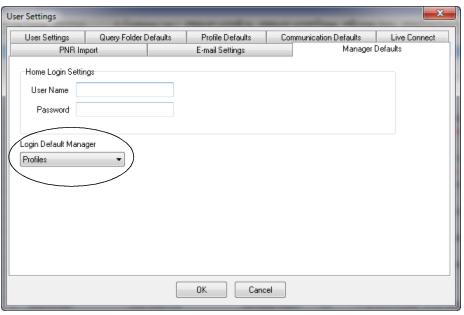 User Settings
User Settings
Query Folder Defaults
Profile Defaults
Communication Defaults
Live Connect
PNR Import
E-mail Settings
Manager Defaults
Home Login Settings
User Name
Password
Login Default Manager
Profiles
OK
Cancel